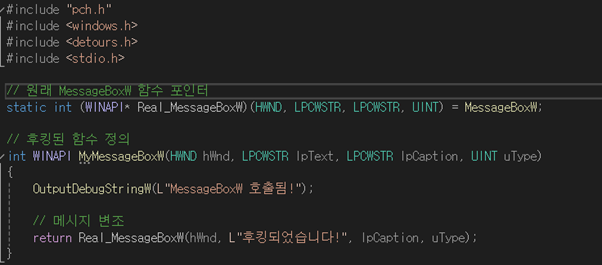 #include "pch.h"
#include <windows.h>
#include <detours.h>
#include <stdio.h>
// 원래 MessageBoxW 함수 포인터
static int (WINAPI* Real_MessageBoxW)(HWND, LPCWSTR, LPCWSTR, UINT) = MessageBoxW;
// 후킹된 함수 정의
int WINAPI MyMessageBoxW(HWND hWnd, LPCWSTR lpText, LPCWSTR lpCaption, UINT uType)
{
OutputDebugStringW(L"MessageBoxW 호출됨!");
// 메시지 변조
return Real_MessageBoxW(hWnd, L"후킹되었습니다!", lpCaption, uType);
}